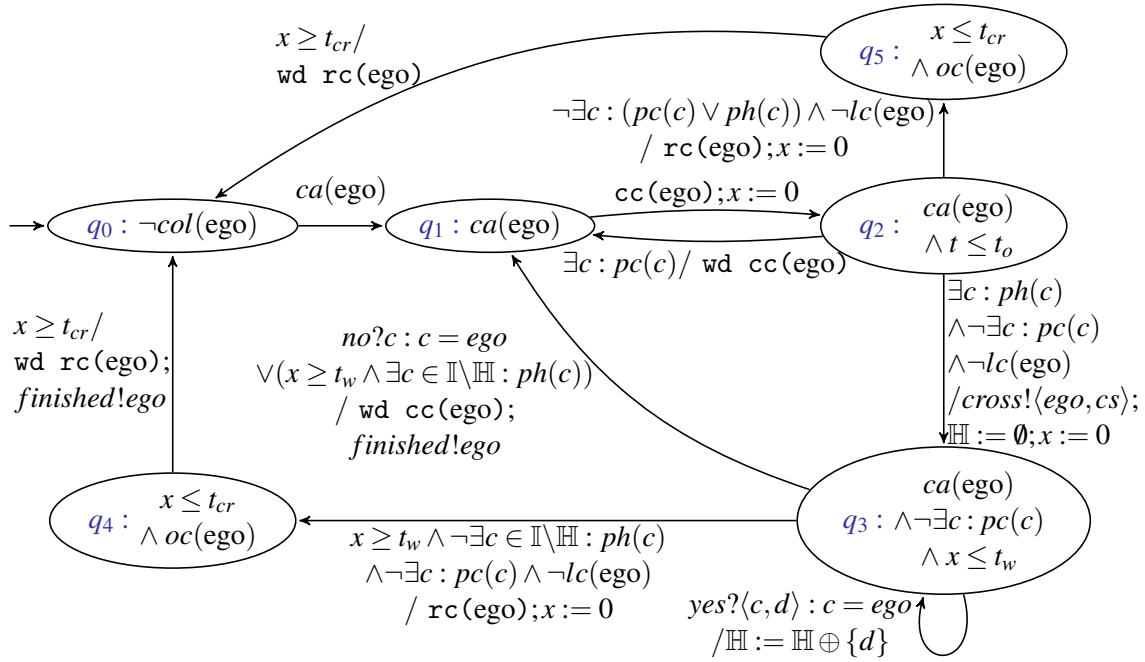 x ≥ t_cr/
wd rc(ego)
q5 : x ≤ t_cr
∧ oc(ego)
¬∃c : (pc(c) ∨ ph(c)) ∧ ¬lc(ego)
/ rc(ego); x := 0
ca(ego)
cc(ego); x := 0
q0 : ¬col(ego)
q1 : ca(ego)
q2 : ca(ego)
∧ t ≤ t_o
∃c : pc(c)/ wd cc(ego)
∃c : ph(c)
∧¬∃c : pc(c)
∧¬lc(ego)
/cross!⟨ego, cs⟩;
ℍ := ∅; x := 0
x ≥ t_cr/
wd rc(ego);
finished!ego
no?c : c = ego
∨(x ≥ t_w ∧ ∃c ∈ 𝕀\ℍ : ph(c))
/ wd cc(ego);
finished!ego
q4 : x ≤ t_cr
∧ oc(ego)
q3 : ca(ego)
∧¬∃c : pc(c)
∧ x ≤ t_w
x ≥ t_w ∧ ¬∃c ∈ 𝕀\ℍ : ph(c)
∧¬∃c : pc(c) ∧ ¬lc(ego)
/ rc(ego); x := 0
yes?⟨c, d⟩ : c = ego
/ℍ := ℍ ⊕ {d}